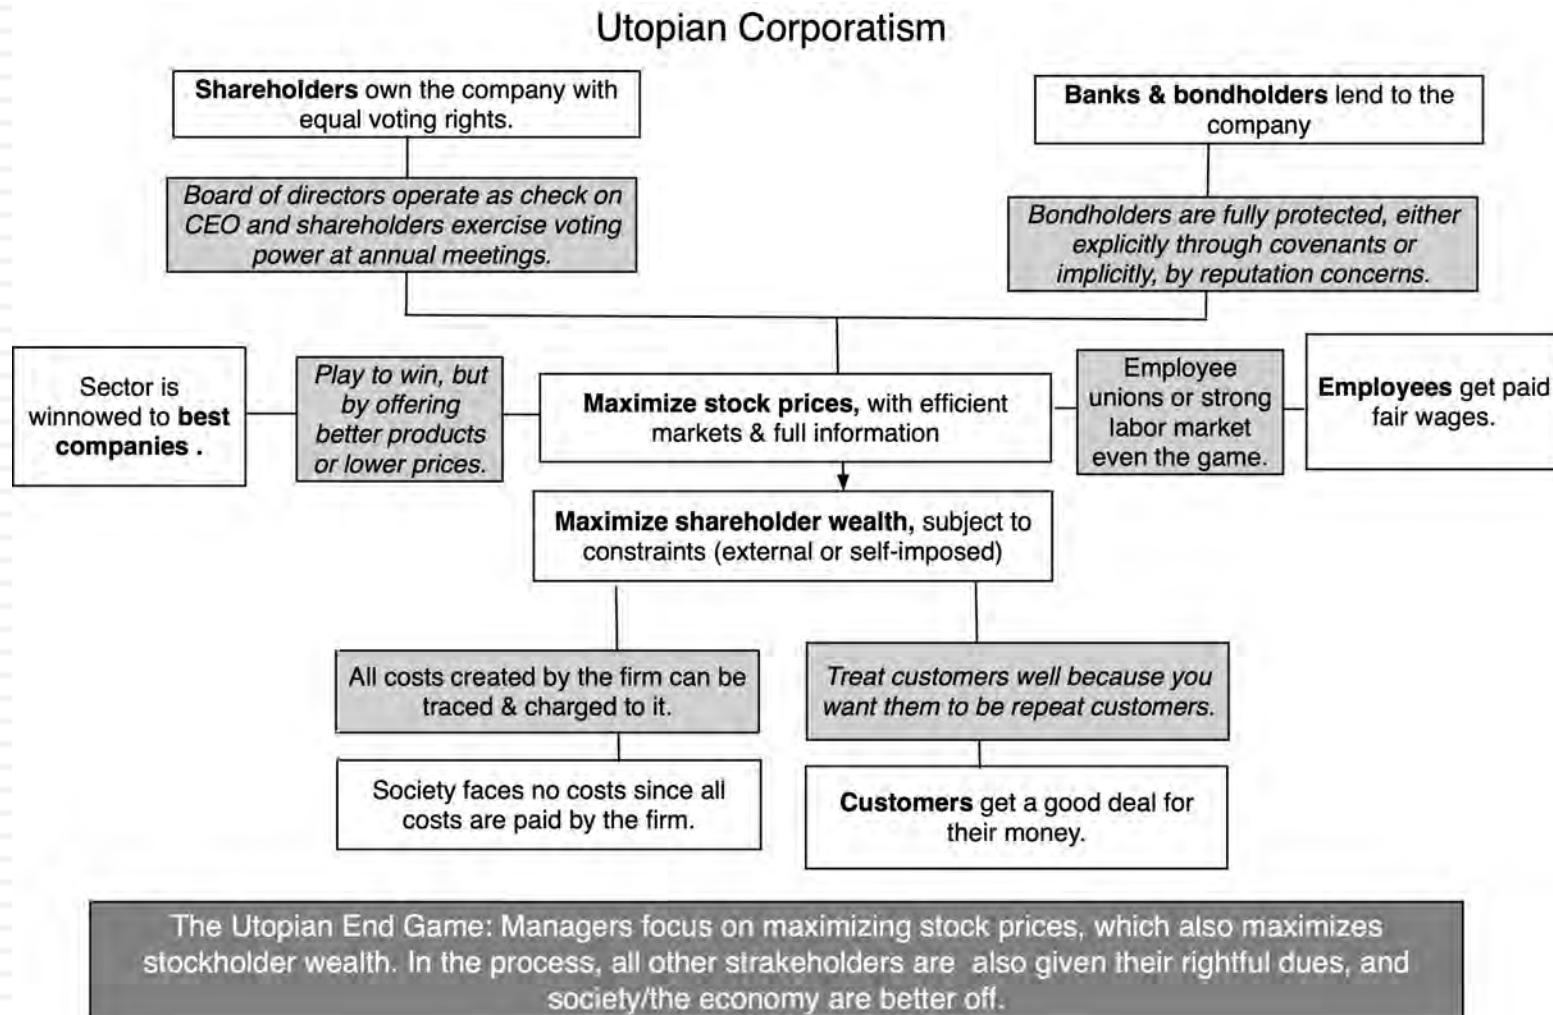 Utopian Corporatism
Shareholders own the company with
equal voting rights.
Banks & bondholders lend to the
company
Board of directors operate as check on
CEO and shareholders exercise voting
power at annual meetings.
Bondholders are fully protected, either
explicitly through covenants or
implicitly, by reputation concerns.
Sector is
winnowed to best
companies .
Play to win, but
by offering
better products
or lower prices.
Maximize stock prices, with efficient
markets & full information
Employee
unions or strong
labor market
even the game.
Employees get paid
fair wages.
Maximize shareholder wealth, subject to
constraints (external or self-imposed)
All costs created by the firm can be
traced & charged to it.
Treat customers well because you
want them to be repeat customers.
Society faces no costs since all
costs are paid by the firm.
Customers get a good deal for
their money.
The Utopian End Game: Managers focus on maximizing stock prices, which also maximizes
stockholder wealth. In the process, all other strakeholders are also given their rightful dues, and
society/the economy are better off.